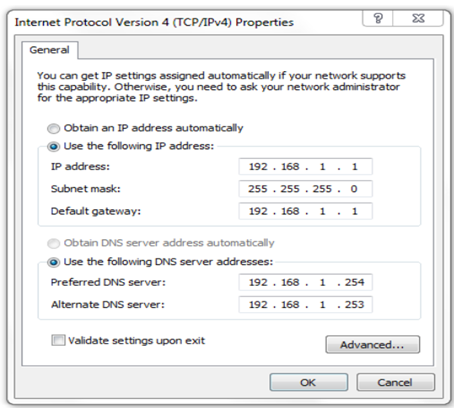 Internet Protocol Version 4 (TCP/IPv4) Properties
General
You can get IP settings assigned automatically if your network supports
this capability. Otherwise, you need to ask your network administrator
for the appropriate IP settings.
Obtain an IP address automatically
Use the following IP address:
IP address: 192 . 168 . 1 . 1
Subnet mask: 255 . 255 . 255 . 0
Default gateway: 192 . 168 . 1 . 1
Obtain DNS server address automatically
Use the following DNS server addresses:
Preferred DNS server: 192 . 168 . 1 . 254
Alternate DNS server: 192 . 168 . 1 . 253
Validate settings upon exit
Advanced...
OK Cancel